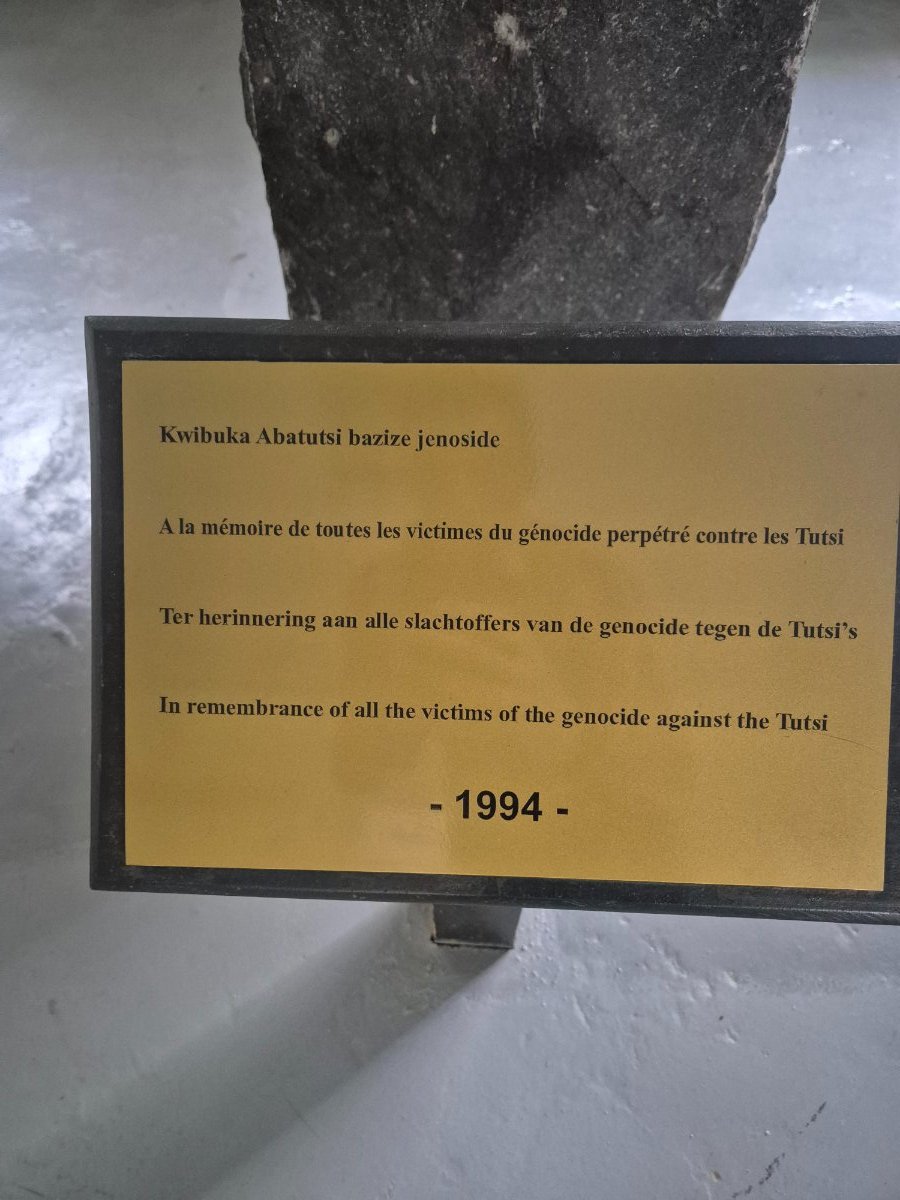 Kwibuka Abatutsi bazize jenoside
A la mémoire de toutes les victimes du génocide perpétré contre les Tutsi
Ter herinnering aan alle slachtoffers van de genocide tegen de Tutsi’s
In remembrance of all the victims of the genocide against the Tutsi
- 1994 -